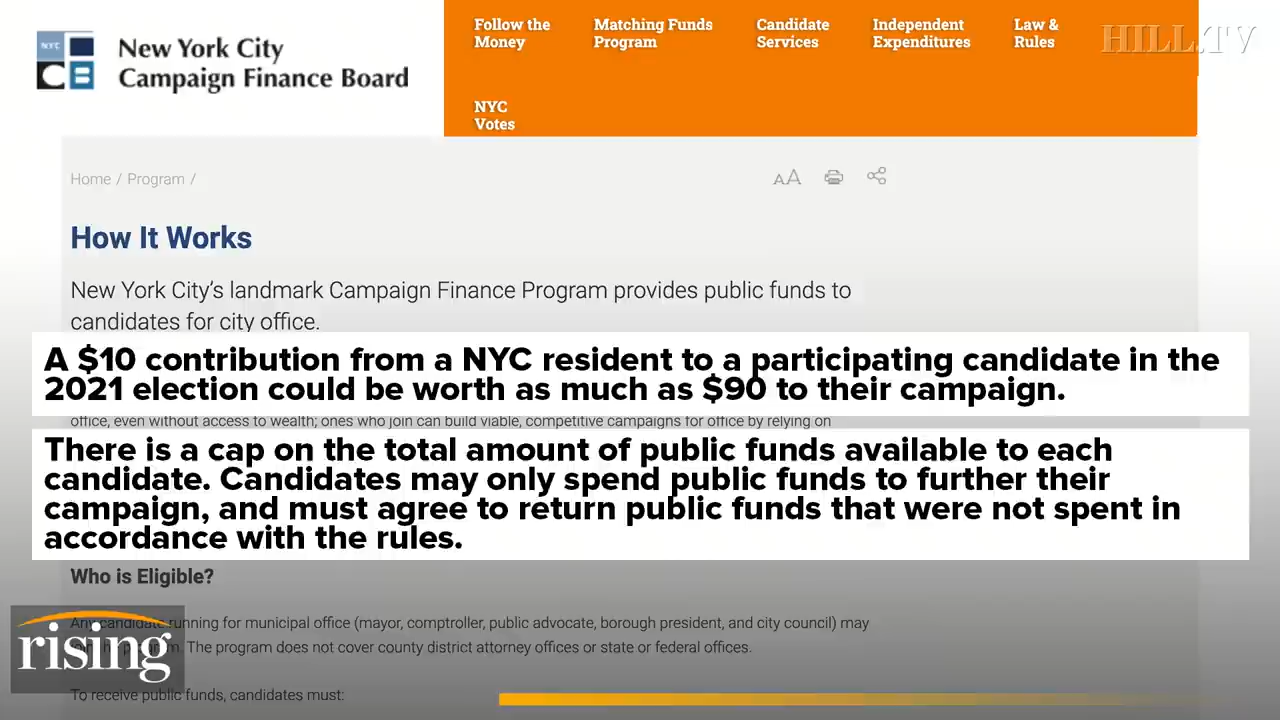 NYC
New York City
Campaign Finance Board
Follow the
Money
Matching Funds
Program
Candidate
Services
Independent
Expenditures
Law &
Rules
NYC
Votes
HILL.TV
Home / Program /
AA
How It Works
New York City's landmark Campaign Finance Program provides public funds to
candidates for city office.
A $10 contribution from a NYC resident to a participating candidate in the
2021 election could be worth as much as $90 to their campaign.
office, even without access to wealth; ones who join can build viable, competitive campaigns for office by relying on
There is a cap on the total amount of public funds available to each
candidate. Candidates may only spend public funds to further their
campaign, and must agree to return public funds that were not spent in
accordance with the rules.
Who is Eligible?
Any candidate running for municipal office (mayor, comptroller, public advocate, borough president, and city council) may
The program does not cover county district attorney offices or state or federal offices.
To receive public funds, candidates must:
rising